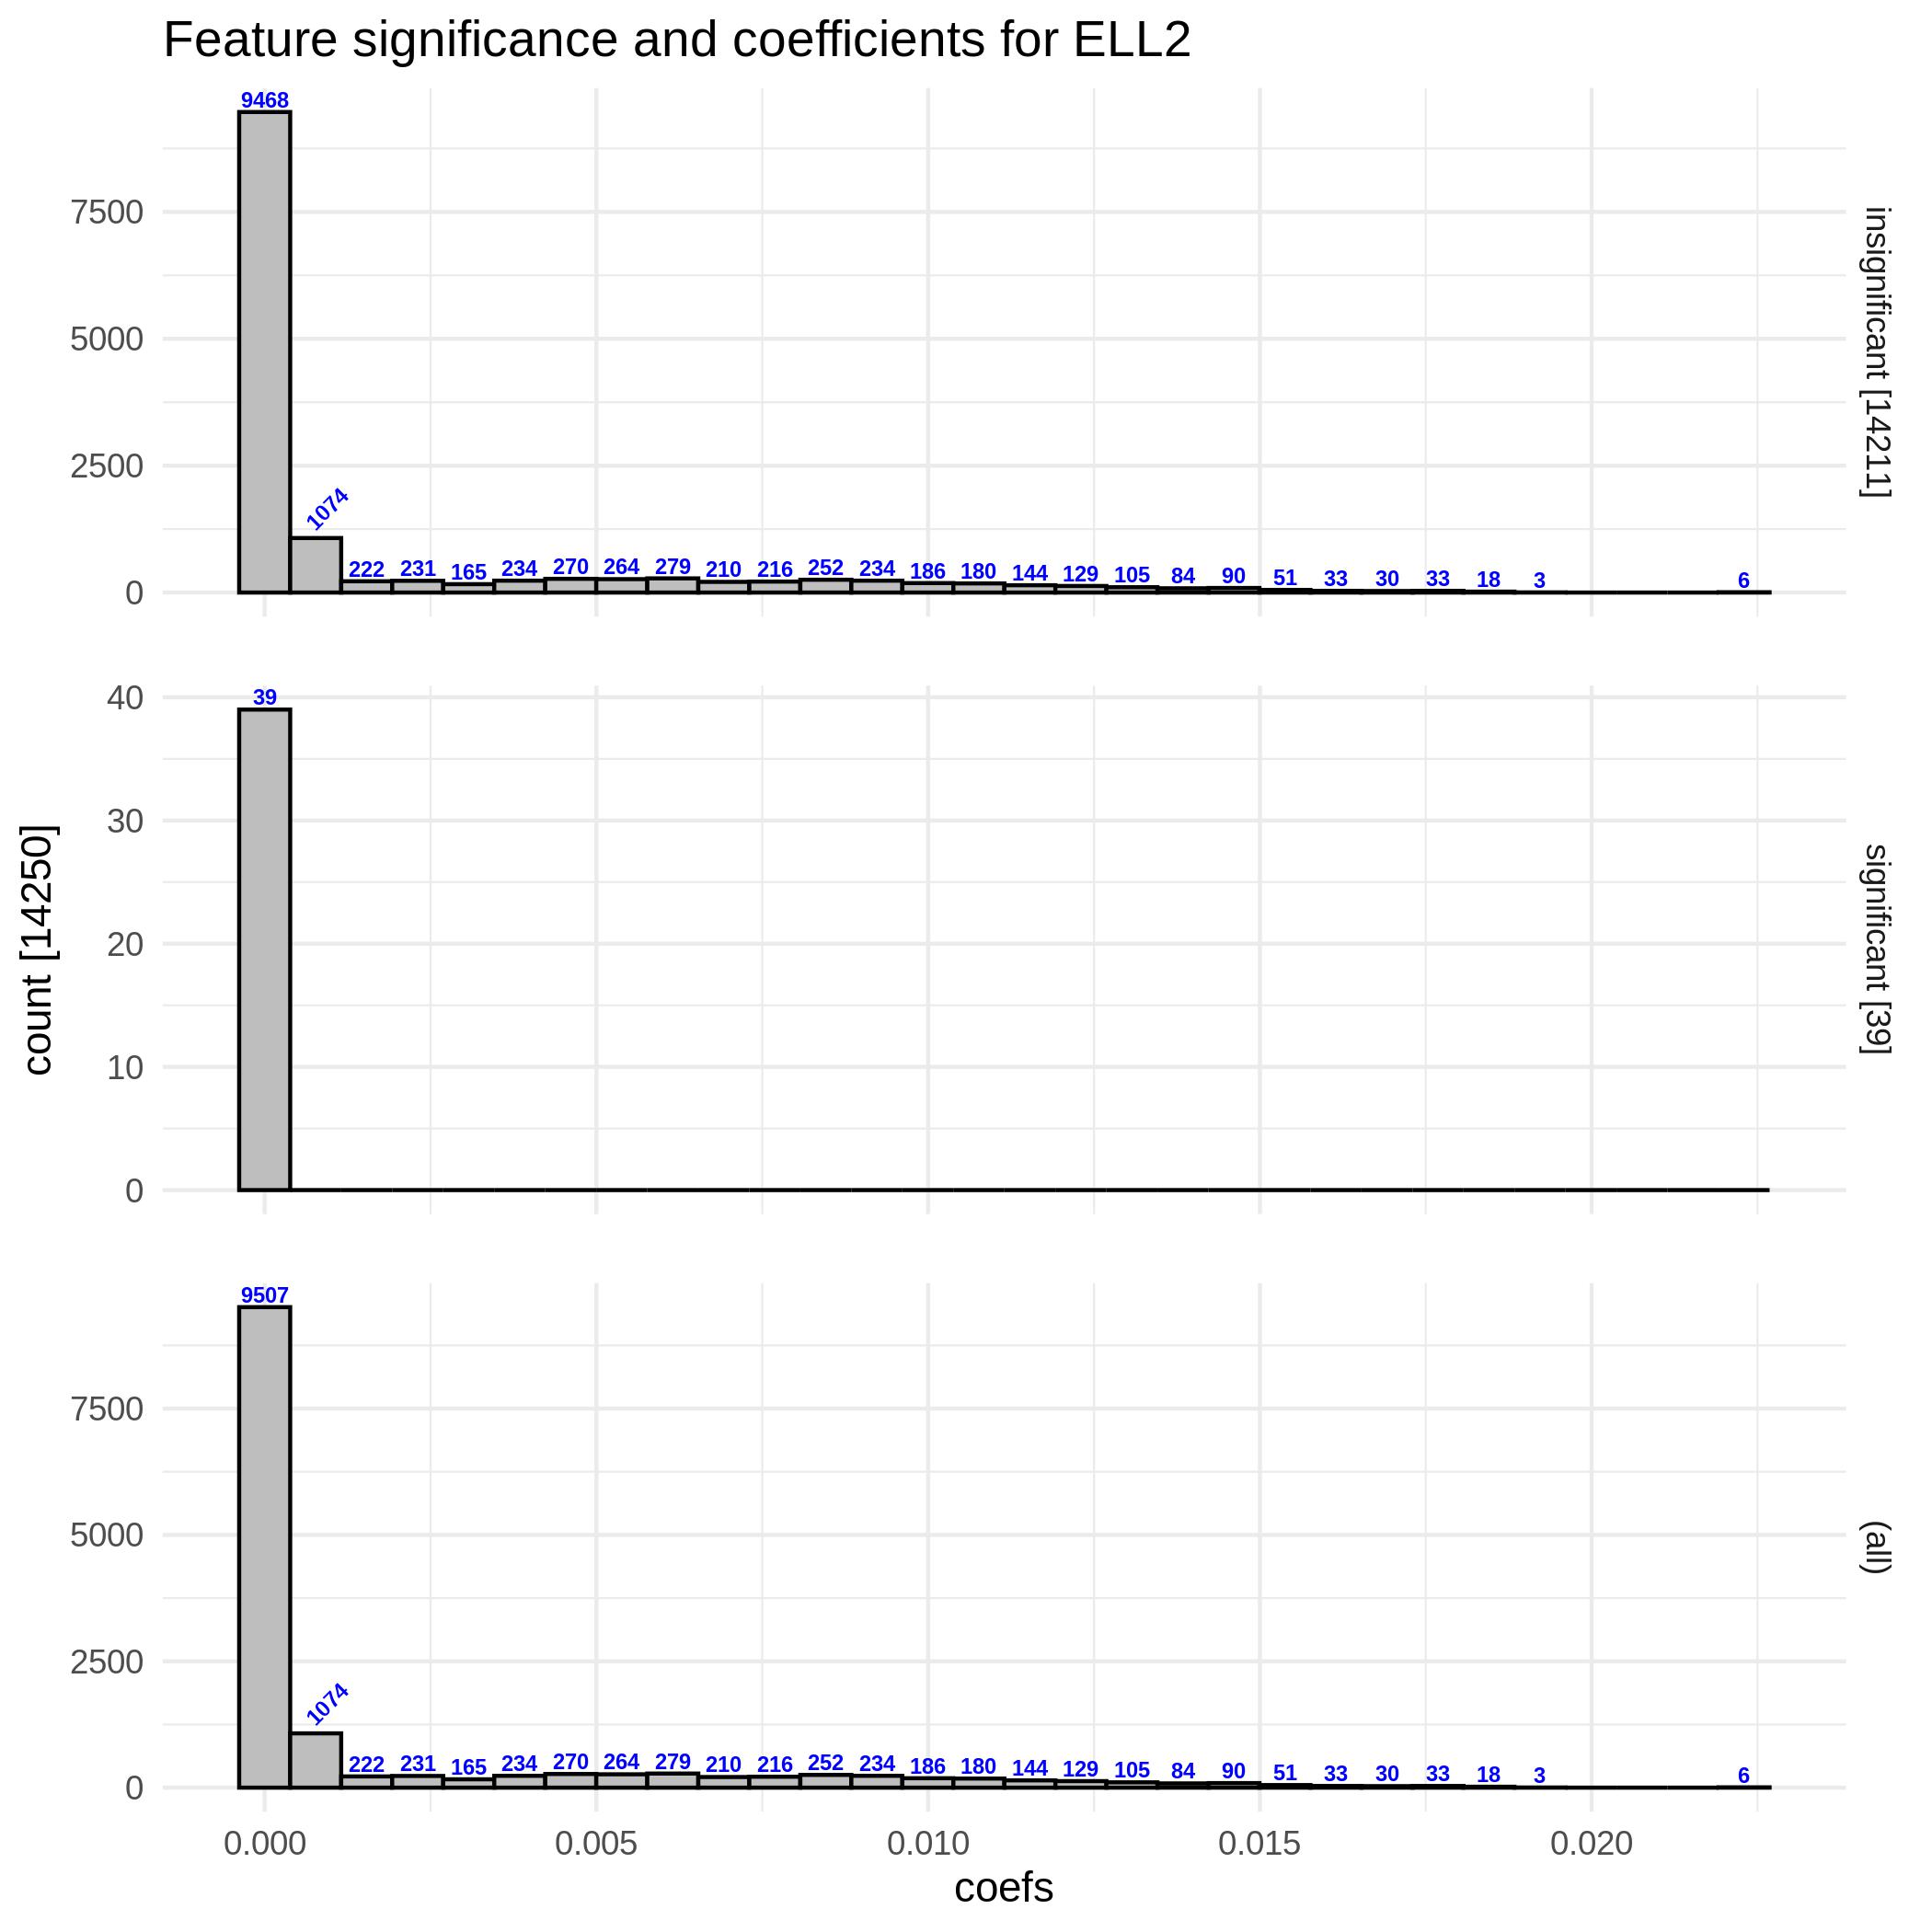 Feature significance and coefficients for ELL2
count [14250]
9468
7500
5000
2500
0
1074
222 231 165 234 270 264 279 210 216 252 234 186 180 144 129 105 84 90 51 33 30 33 18 3 6
insignificant [14211]
40
30
20
10
0
39
significant [39]
9507
7500
5000
2500
0
1074
222 231 165 234 270 264 279 210 216 252 234 186 180 144 129 105 84 90 51 33 30 33 18 3 6
(all)
0.000 0.005 0.010 0.015 0.020
coefs